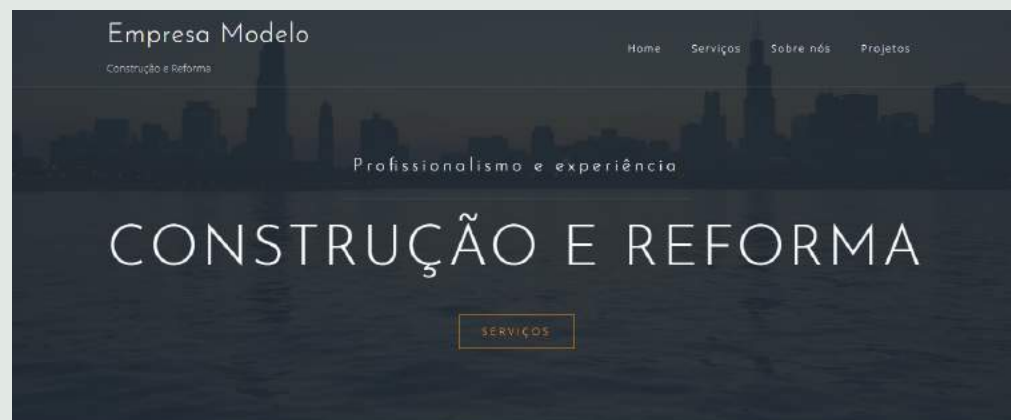 Empresa Modelo
Construção e Reforma
Home Serviços Sobre nós Projetos
Profissionalismo e experiência
CONSTRUÇÃO E REFORMA
SERVIÇOS